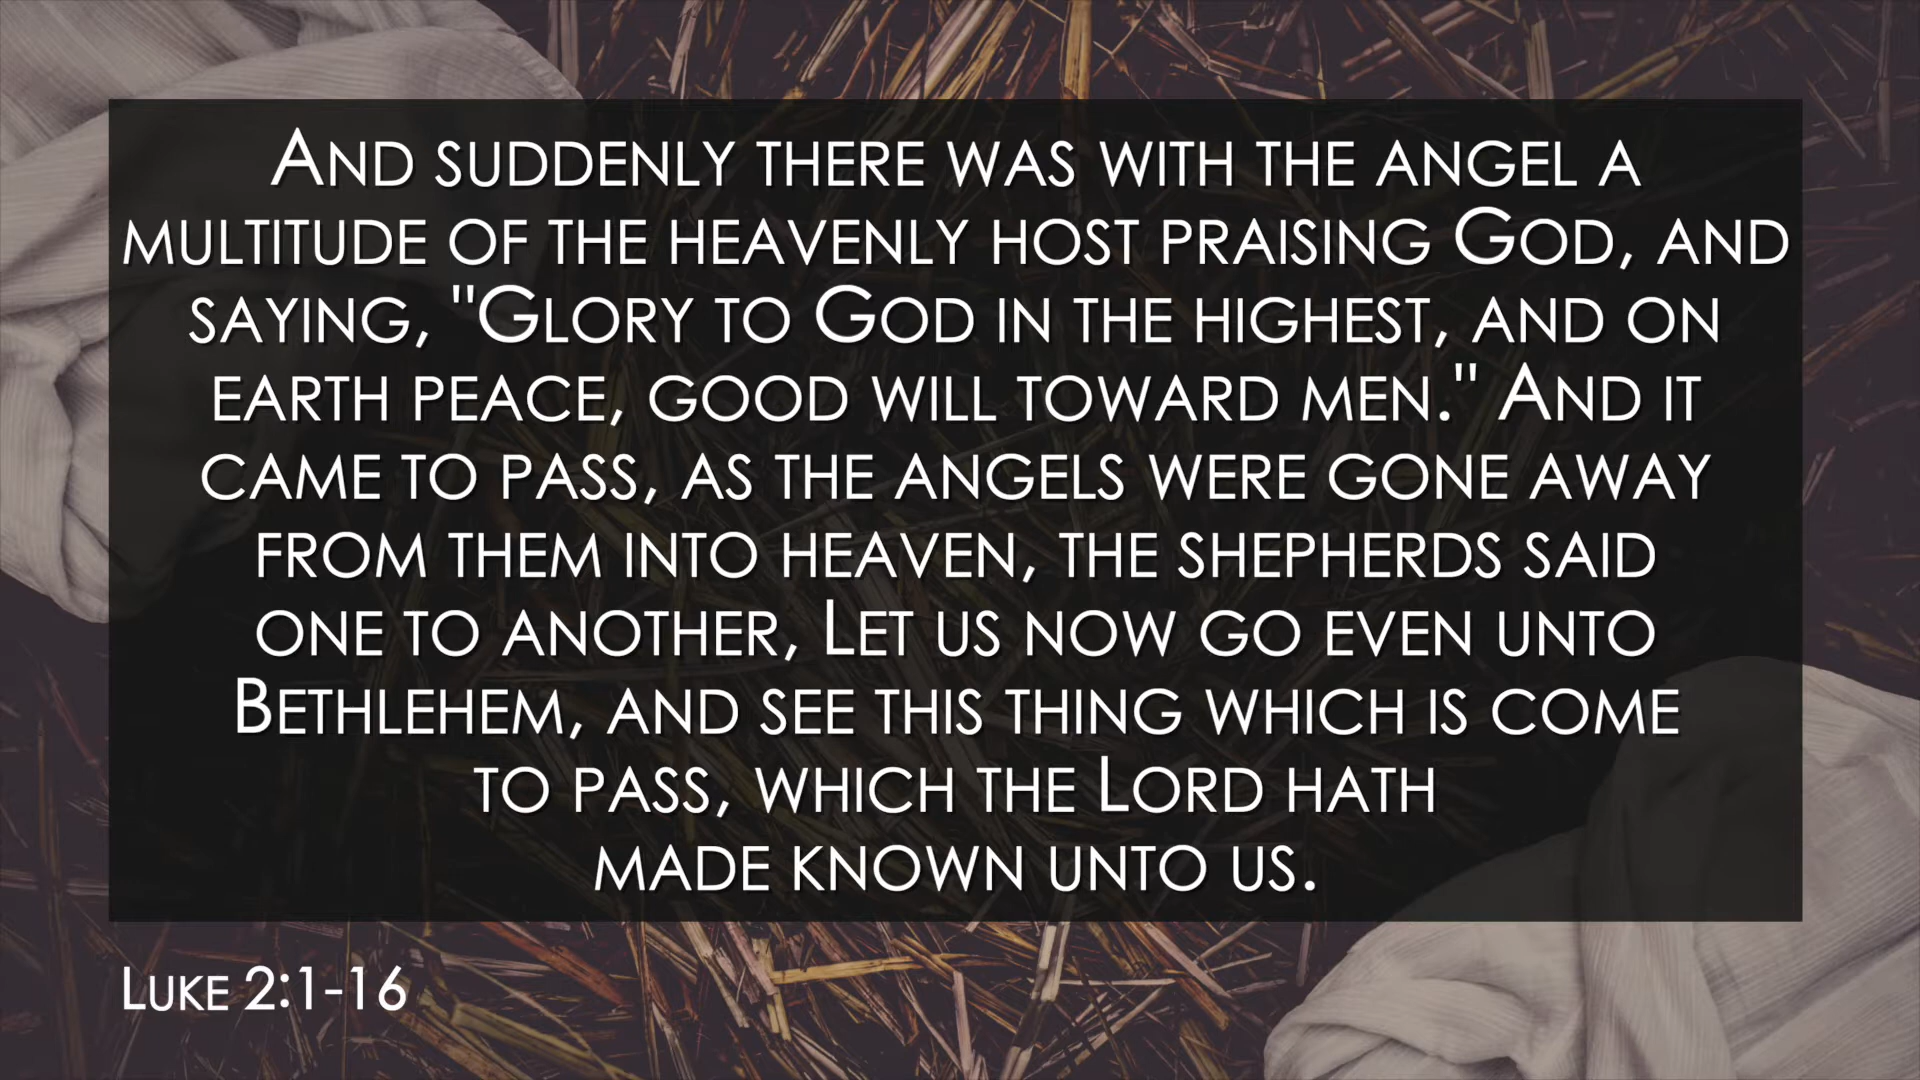 And suddenly there was with the angel a
multitude of the heavenly host praising God, and
saying, "Glory to God in the highest, and on
earth peace, good will toward men." And it
came to pass, as the angels were gone away
from them into heaven, the shepherds said
one to another, Let us now go even unto
Bethlehem, and see this thing which is come
to pass, which the Lord hath
made known unto us.
Luke 2:1-16